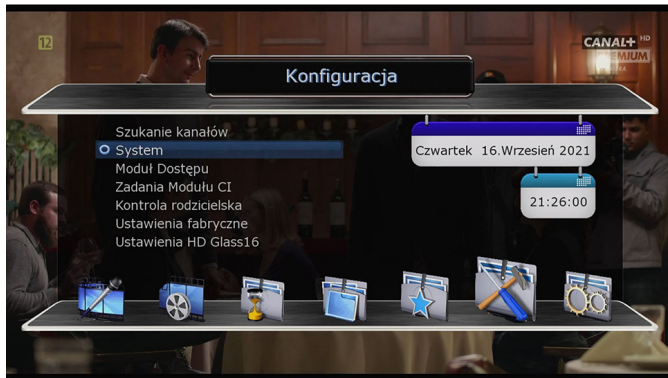 12
CANAL+ HD
Konfiguracja
Szukanie kanałów
System
Moduł Dostępu
Zadania Modułu CI
Kontrola rodzicielska
Ustawienia fabryczne
Ustawienia HD Glass16
Czwartek 16.Wrzesień 2021
21:26:00